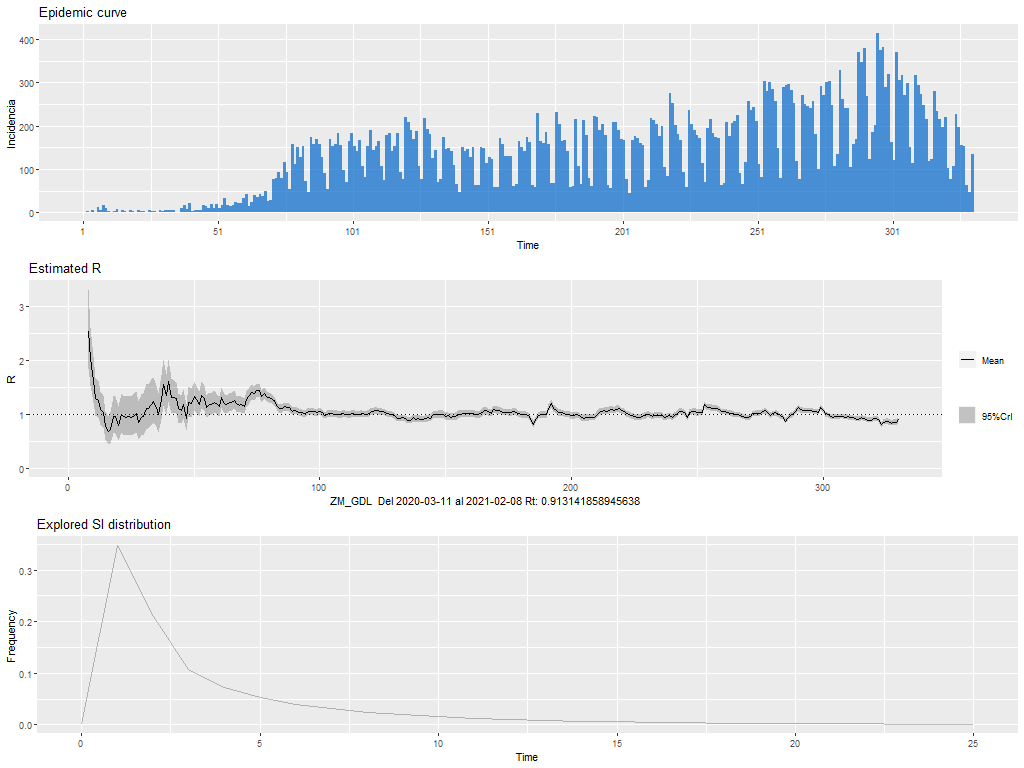 Epidemic curve
Incidencia
400
300
200
100
0
1 51 101 151 201 251 301
Time
Estimated R
R
3
2
1
0
0 100 200 300
ZM_GDL Del 2020-03-11 al 2021-02-08 Rt: 0.913141858945638
Mean
95%CrI
Explored SI distribution
Frequency
0.3
0.2
0.1
0.0
0 5 10 15 20 25
Time